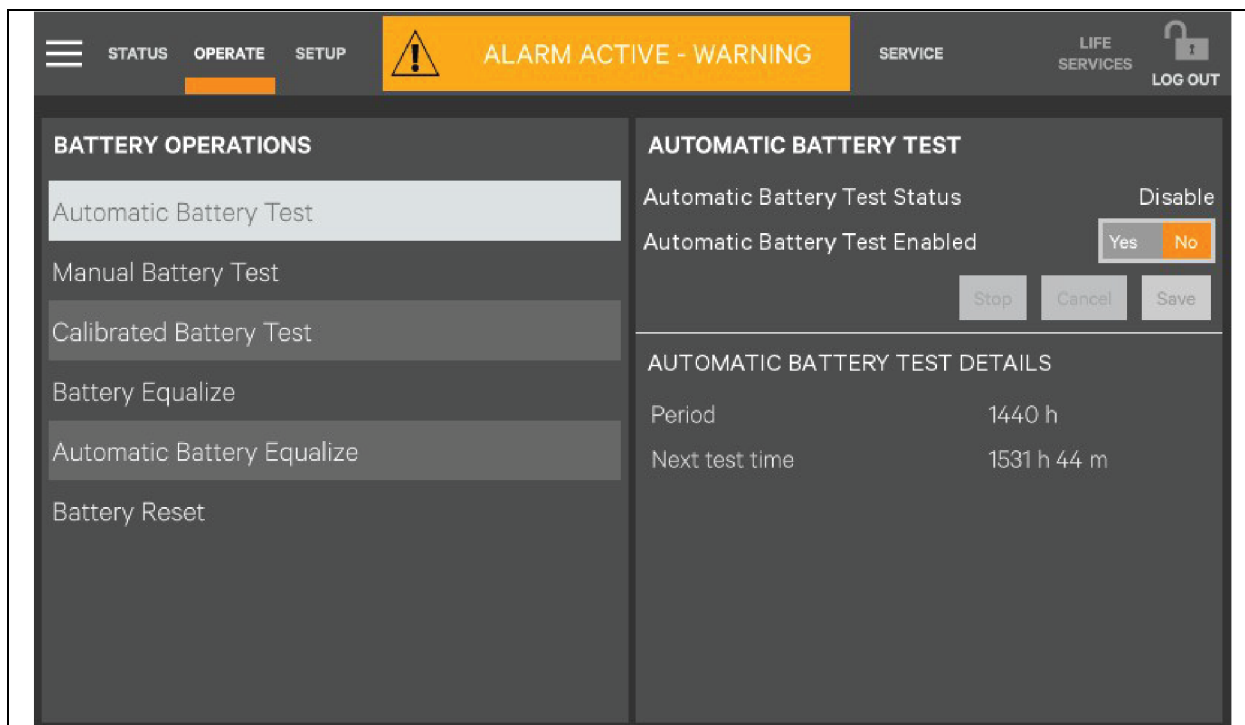 STATUS OPERATE SETUP ALARM ACTIVE - WARNING SERVICE LIFE
SERVICES LOG OUT
BATTERY OPERATIONS
Automatic Battery Test
Manual Battery Test
Calibrated Battery Test
Battery Equalize
Automatic Battery Equalize
Battery Reset
AUTOMATIC BATTERY TEST
Automatic Battery Test Status Disable
Automatic Battery Test Enabled Yes No
Stop Cancel Save
AUTOMATIC BATTERY TEST DETAILS
Period 1440 h
Next test time 1531 h 44 m